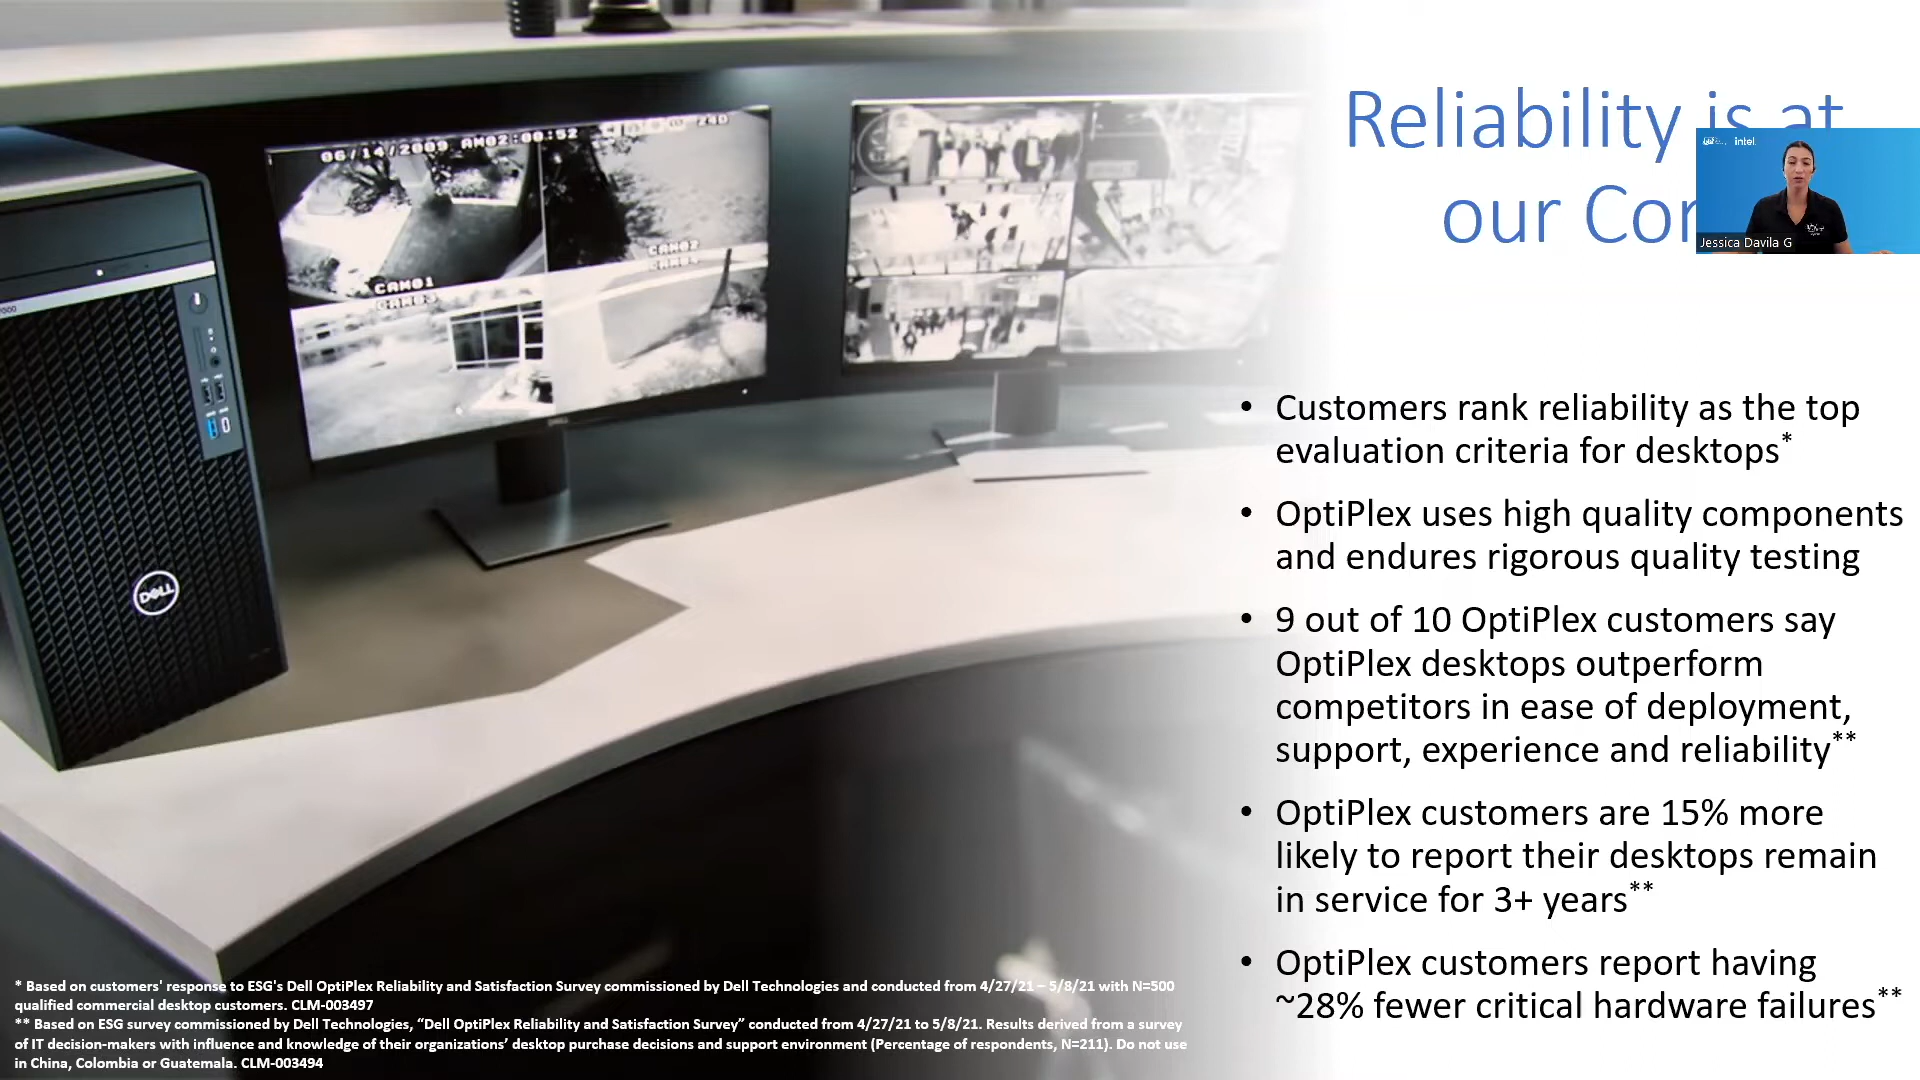 Reliability is at
our Cor
intel.
Jessica Davila G
06/14/2009 AM02:00:52
CAM01
CAM02
CAM03
CAM04
DELL
• Customers rank reliability as the top
evaluation criteria for desktops*
• OptiPlex uses high quality components
and endures rigorous quality testing
• 9 out of 10 OptiPlex customers say
OptiPlex desktops outperform
competitors in ease of deployment,
support, experience and reliability**
• OptiPlex customers are 15% more
likely to report their desktops remain
in service for 3+ years**
• OptiPlex customers report having
~28% fewer critical hardware failures**
* Based on customers' response to ESG's Dell OptiPlex Reliability and Satisfaction Survey commissioned by Dell Technologies and conducted from 4/27/21 – 5/8/21 with N=500
qualified commercial desktop customers. CLM-003497
** Based on ESG survey commissioned by Dell Technologies, “Dell OptiPlex Reliability and Satisfaction Survey” conducted from 4/27/21 to 5/8/21. Results derived from a survey
of IT decision-makers with influence and knowledge of their organizations’ desktop purchase decisions and support environment (Percentage of respondents, N=211). Do not use
in China, Colombia or Guatemala. CLM-003494